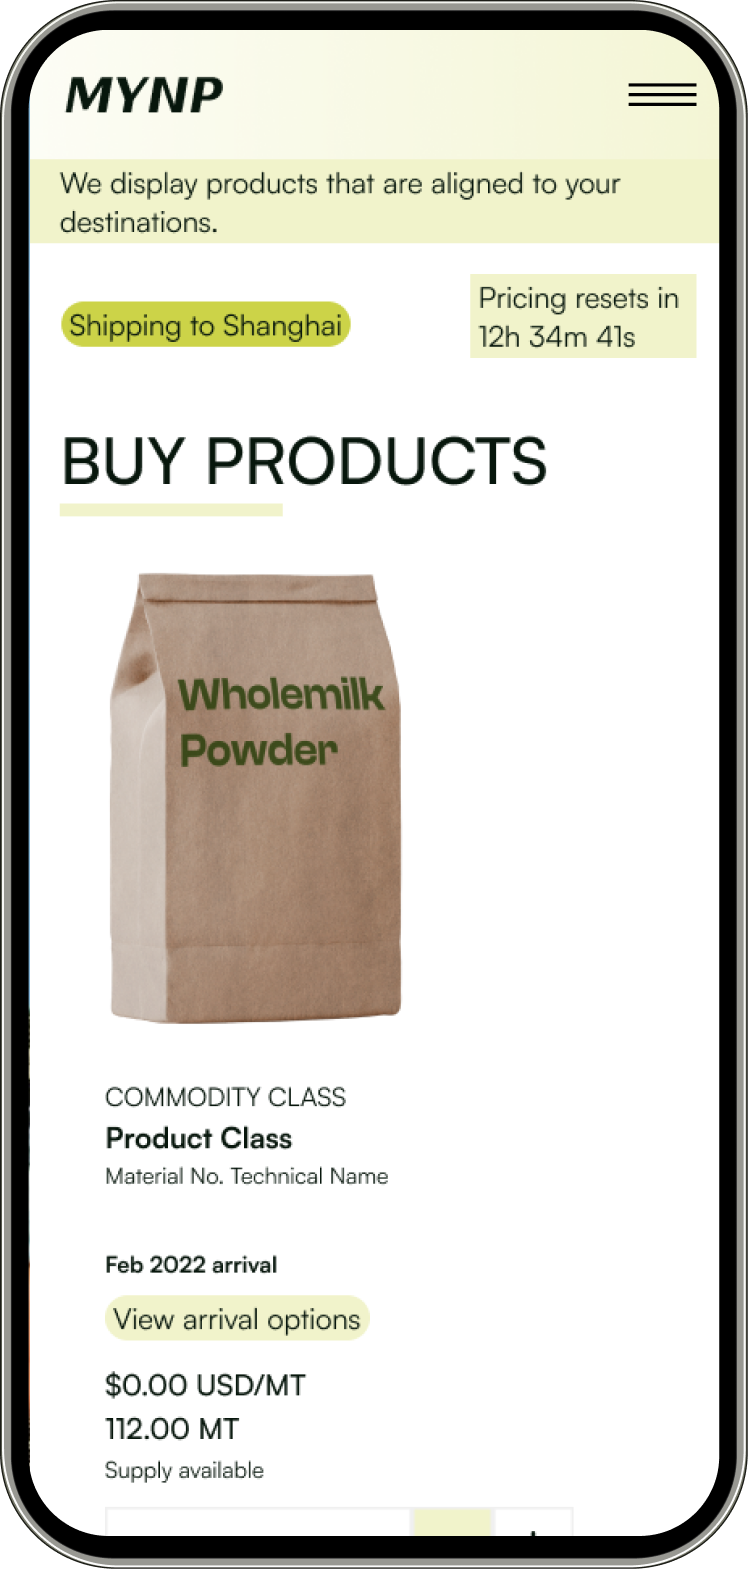 MYNP
We display products that are aligned to your
destinations.
Shipping to Shanghai
Pricing resets in
12h 34m 41s
BUY PRODUCTS
Wholemilk
Powder
COMMODITY CLASS
Product Class
Material No. Technical Name
Feb 2022 arrival
View arrival options
$0.00 USD/MT
112.00 MT
Supply available